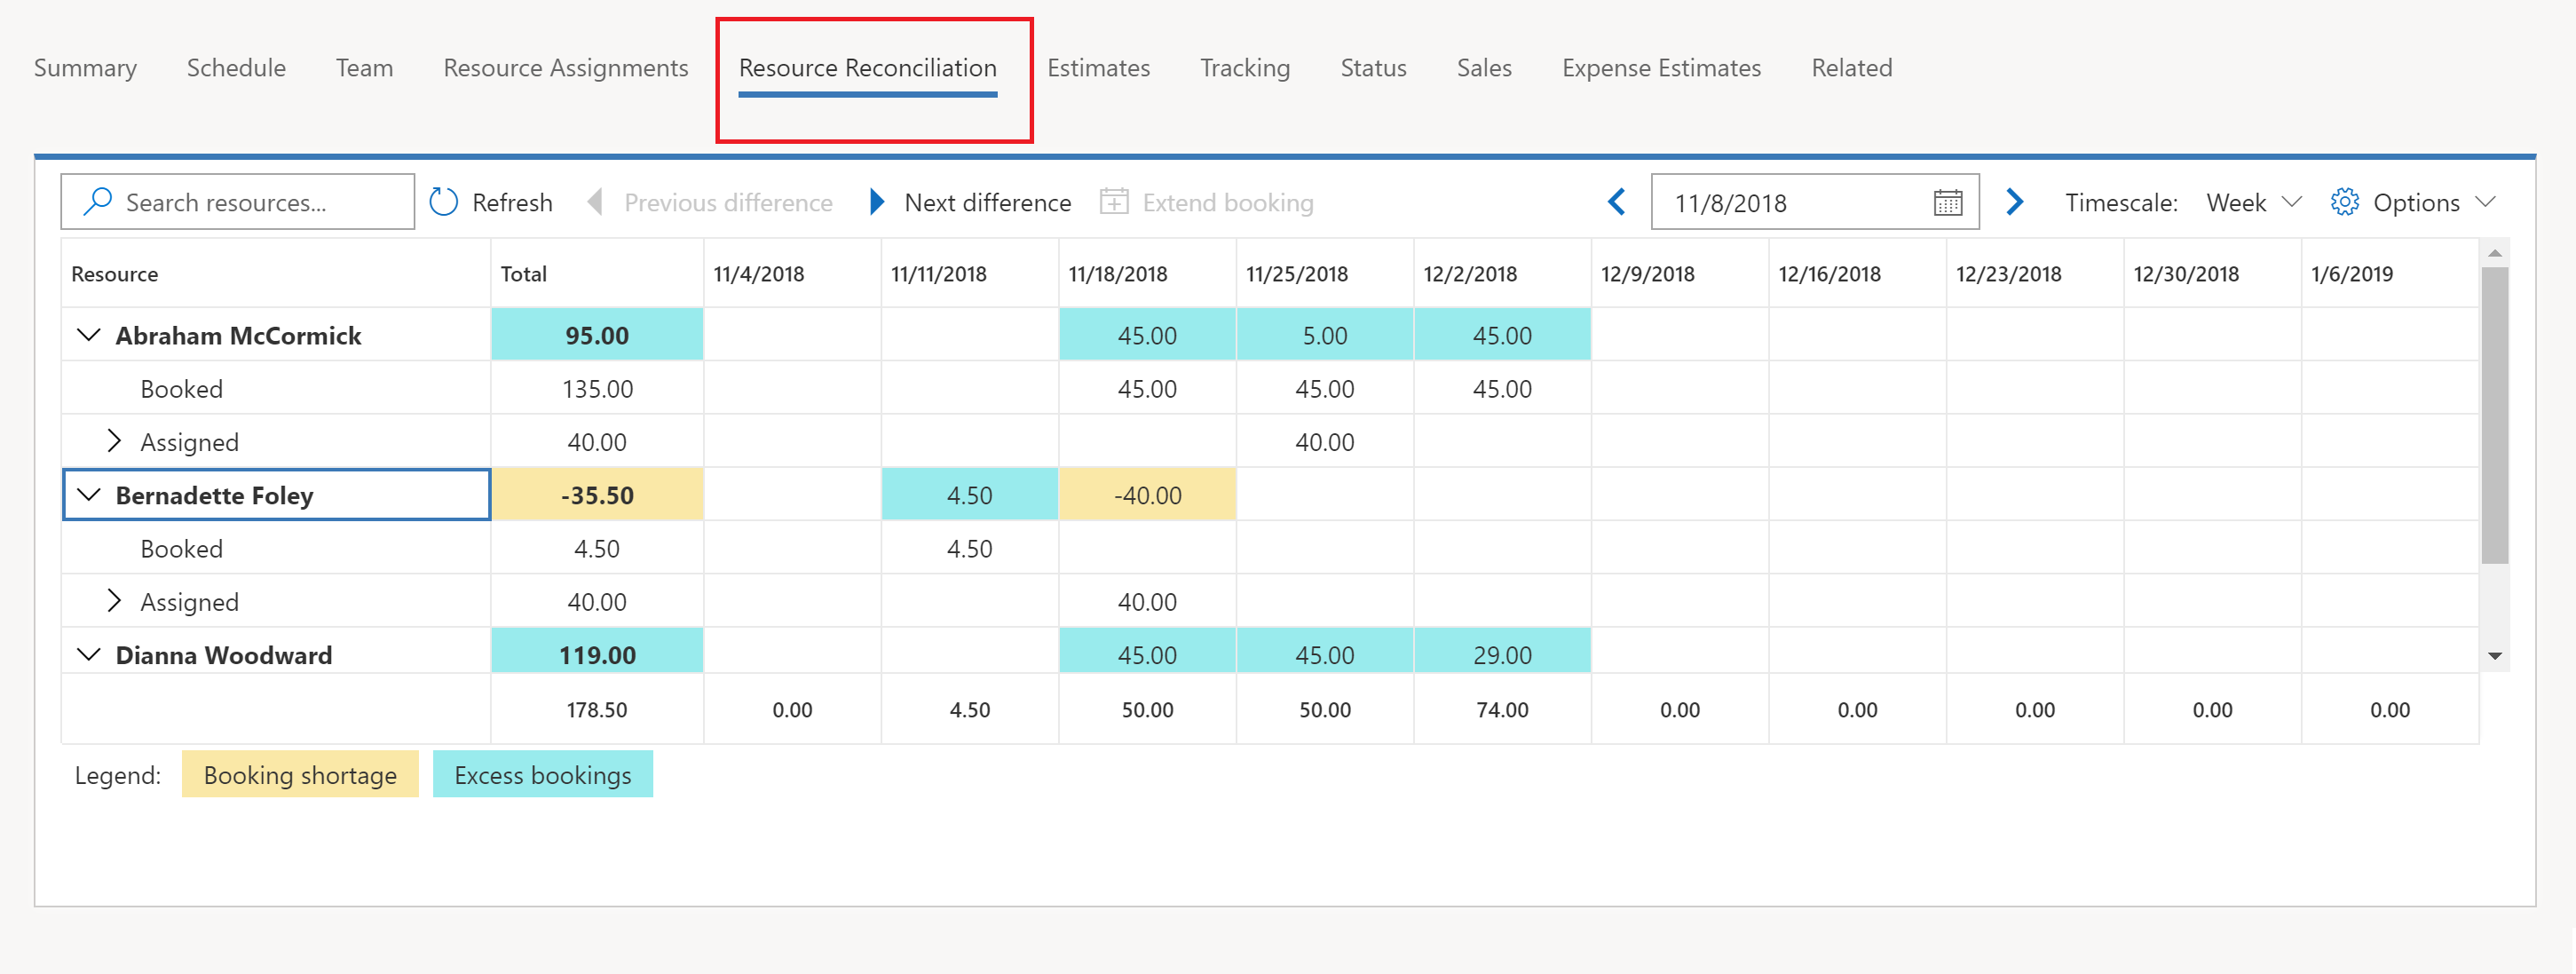 Summary Schedule Team Resource Assignments Resource Reconciliation Estimates Tracking Status Sales Expense Estimates Related
Search resources... Refresh Previous difference Next difference Extend booking 11/8/2018 Timescale: Week Options
Resource Total 11/4/2018 11/11/2018 11/18/2018 11/25/2018 12/2/2018 12/9/2018 12/16/2018 12/23/2018 12/30/2018 1/6/2019
Abraham McCormick 95.00 45.00 5.00 45.00
Booked 135.00 45.00 45.00 45.00
Assigned 40.00 40.00
Bernadette Foley -35.50 4.50 -40.00
Booked 4.50 4.50
Assigned 40.00 40.00
Dianna Woodward 119.00 45.00 45.00 29.00
178.50 0.00 4.50 50.00 50.00 74.00 0.00 0.00 0.00 0.00 0.00
Legend: Booking shortage Excess bookings